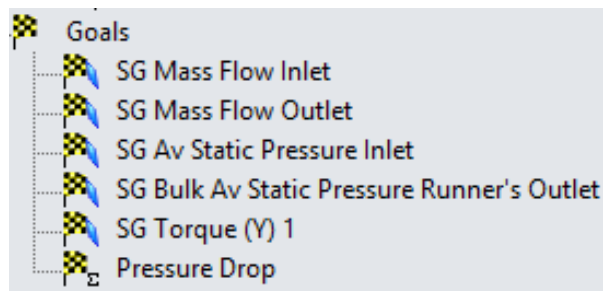 Goals
SG Mass Flow Inlet
SG Mass Flow Outlet
SG Av Static Pressure Inlet
SG Bulk Av Static Pressure Runner's Outlet
SG Torque (Y) 1
Pressure Drop